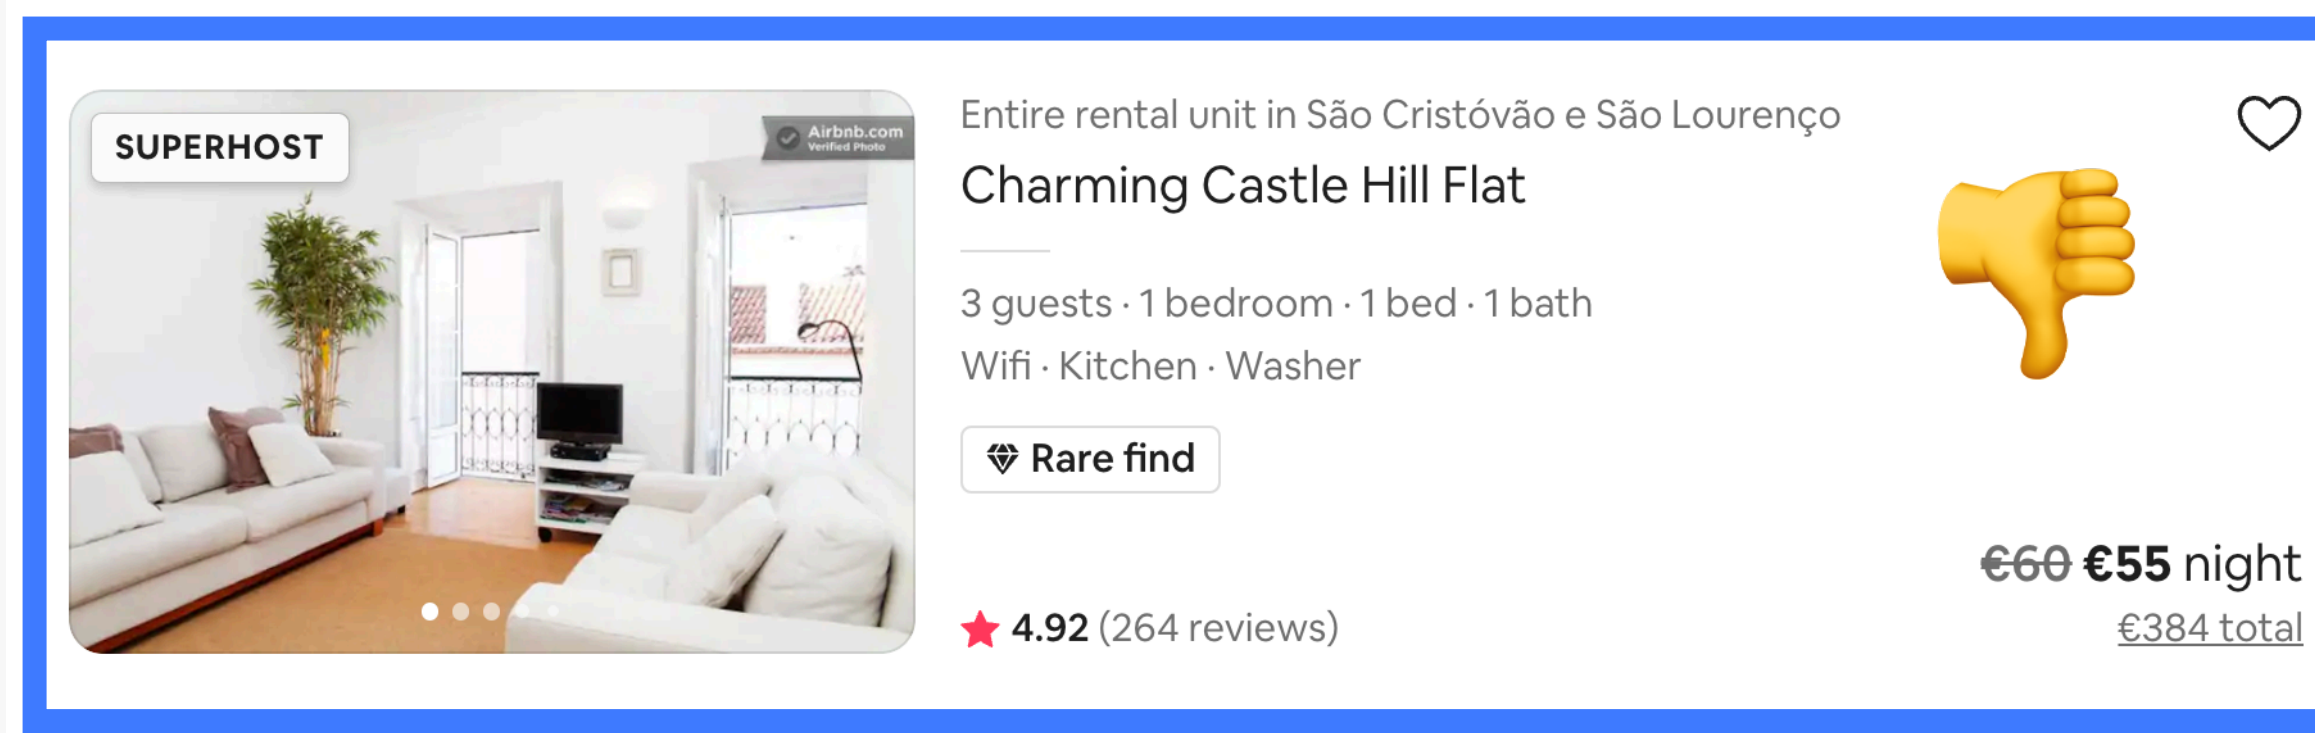 SUPERHOST
Airbnb.com
Verified Photo
Entire rental unit in São Cristóvão e São Lourenço
Charming Castle Hill Flat
3 guests · 1 bedroom · 1 bed · 1 bath
Wifi · Kitchen · Washer
Rare find
4.92 (264 reviews)
€60 €55 night
€384 total